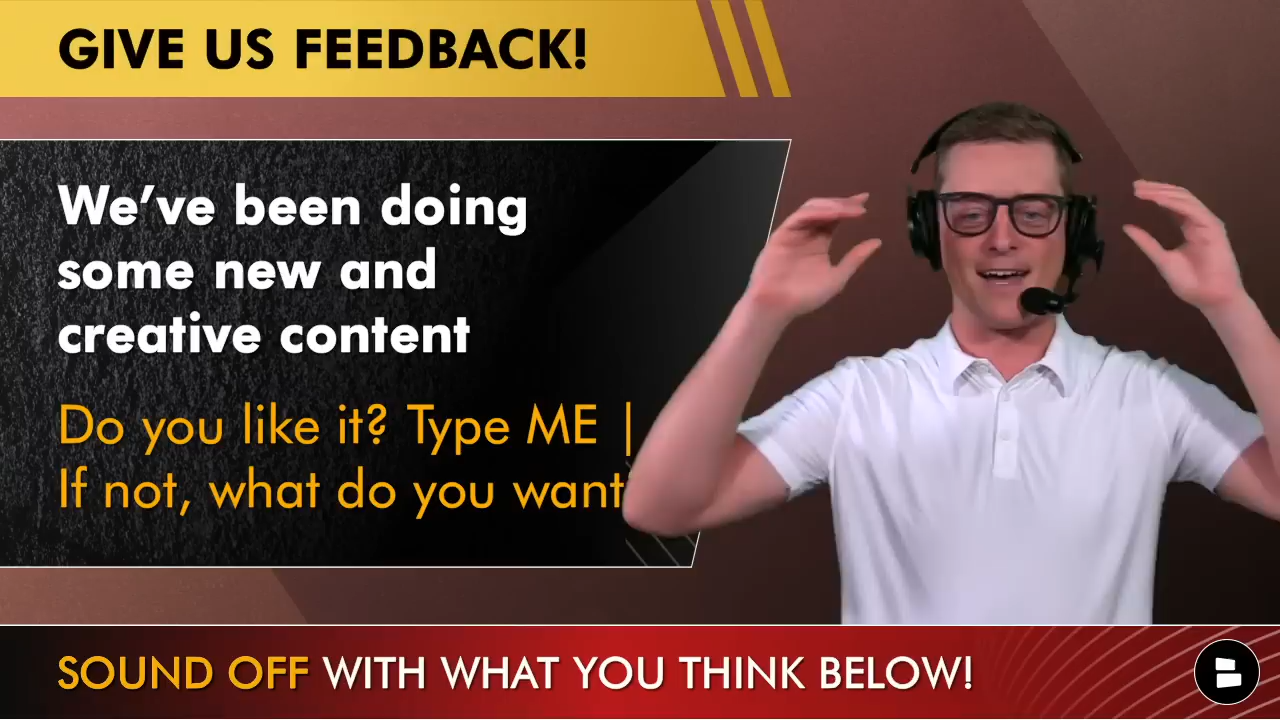 GIVE US FEEDBACK!
We’ve been doing
some new and
creative content
Do you like it? Type ME |
If not, what do you want
SOUND OFF WITH WHAT YOU THINK BELOW!